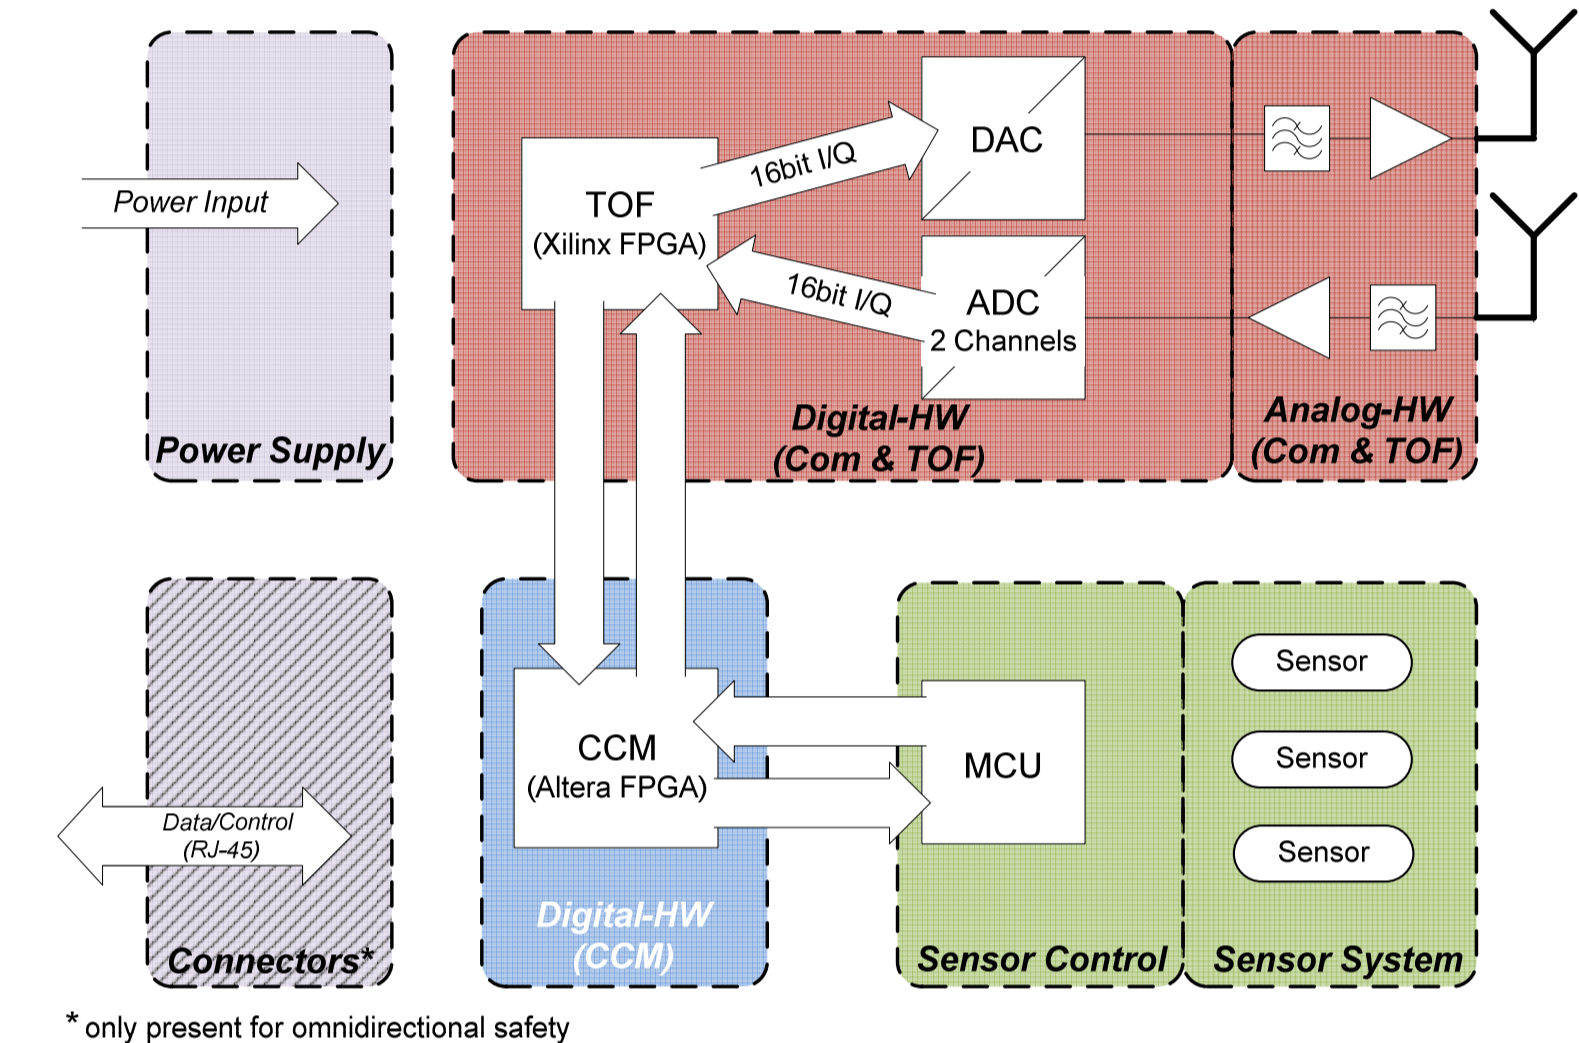 Power Input
Power Supply
TOF
(Xilinx FPGA)
16bit I/Q
16bit I/Q
DAC
ADC
2 Channels
Digital-HW
(Com & TOF)
Analog-HW
(Com & TOF)
Data/Control
(RJ-45)
Connectors*
CCM
(Altera FPGA)
Digital-HW
(CCM)
MCU
Sensor Control
Sensor
Sensor
Sensor
Sensor System
* only present for omnidirectional safety